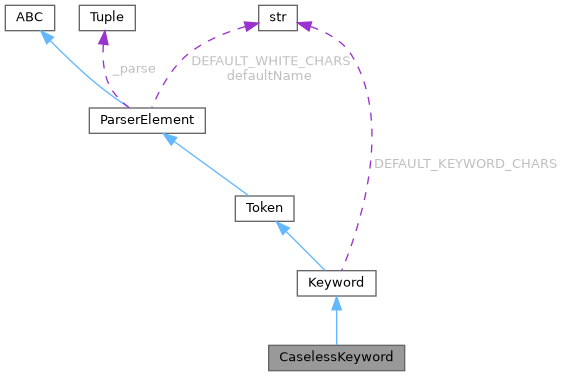 ABC
Tuple
str
_parse
DEFAULT_WHITE_CHARS
defaultName
ParserElement
DEFAULT_KEYWORD_CHARS
Token
Keyword
CaselessKeyword